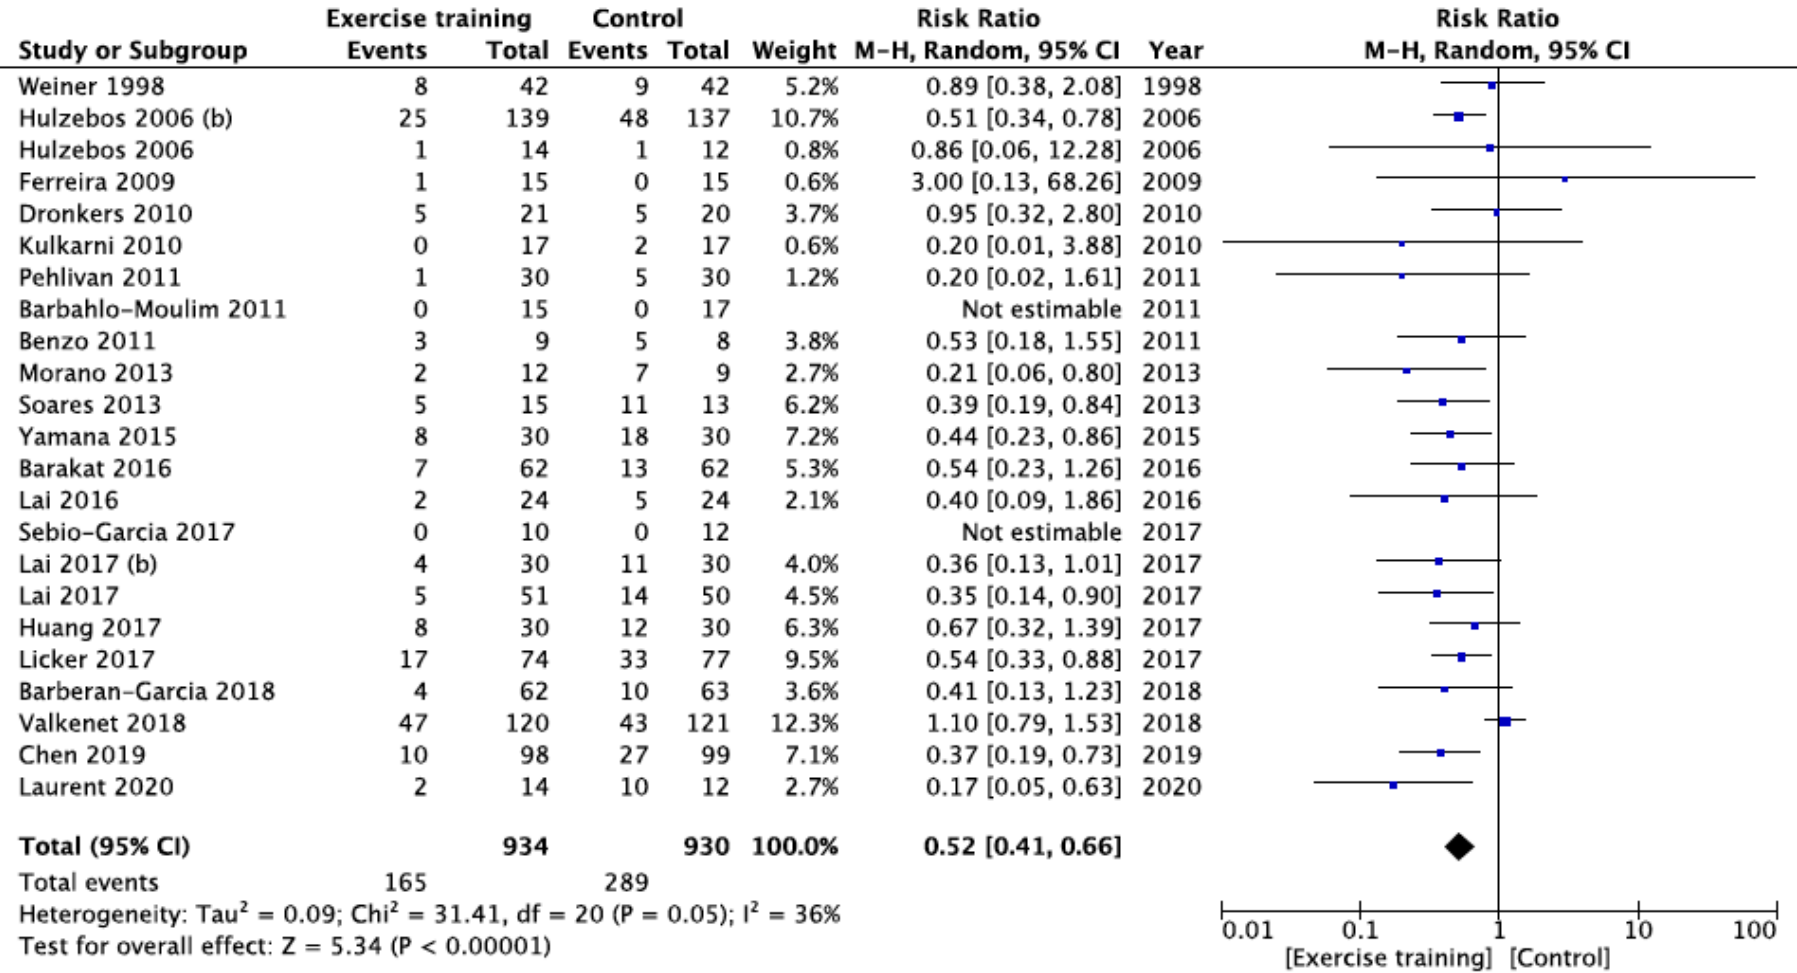 Exercise training Control Risk Ratio Risk Ratio
Study or Subgroup Events Total Events Total Weight M-H, Random, 95% CI Year M-H, Random, 95% CI
Weiner 1998 8 42 9 42 5.2% 0.89 [0.38, 2.08] 1998
Hulzebos 2006 (b) 25 139 48 137 10.7% 0.51 [0.34, 0.78] 2006
Hulzebos 2006 1 14 1 12 0.8% 0.86 [0.06, 12.28] 2006
Ferreira 2009 1 15 0 15 0.6% 3.00 [0.13, 68.26] 2009
Dronkers 2010 5 21 5 20 3.7% 0.95 [0.32, 2.80] 2010
Kulkarni 2010 0 17 2 17 0.6% 0.20 [0.01, 3.88] 2010
Pehlivan 2011 1 30 5 30 1.2% 0.20 [0.02, 1.61] 2011
Barbahlo-Moulim 2011 0 15 0 17 Not estimable 2011
Benzo 2011 3 9 5 8 3.8% 0.53 [0.18, 1.55] 2011
Morano 2013 2 12 7 9 2.7% 0.21 [0.06, 0.80] 2013
Soares 2013 5 15 11 13 6.2% 0.39 [0.19, 0.84] 2013
Yamana 2015 8 30 18 30 7.2% 0.44 [0.23, 0.86] 2015
Barakat 2016 7 62 13 62 5.3% 0.54 [0.23, 1.26] 2016
Lai 2016 2 24 5 24 2.1% 0.40 [0.09, 1.86] 2016
Sebio-Garcia 2017 0 10 0 12 Not estimable 2017
Lai 2017 (b) 4 30 11 30 4.0% 0.36 [0.13, 1.01] 2017
Lai 2017 5 51 14 50 4.5% 0.35 [0.14, 0.90] 2017
Huang 2017 8 30 12 30 6.3% 0.67 [0.32, 1.39] 2017
Licker 2017 17 74 33 77 9.5% 0.54 [0.33, 0.88] 2017
Barberan-Garcia 2018 4 62 10 63 3.6% 0.41 [0.13, 1.23] 2018
Valkenet 2018 47 120 43 121 12.3% 1.10 [0.79, 1.53] 2018
Chen 2019 10 98 27 99 7.1% 0.37 [0.19, 0.73] 2019
Laurent 2020 2 14 10 12 2.7% 0.17 [0.05, 0.63] 2020
Total (95% CI) 934 930 100.0% 0.52 [0.41, 0.66]
Total events 165 289
Heterogeneity: Tau² = 0.09; Chi² = 31.41, df = 20 (P = 0.05); I² = 36%
Test for overall effect: Z = 5.34 (P < 0.00001)
0.01 0.1 1 10 100
[Exercise training] [Control]